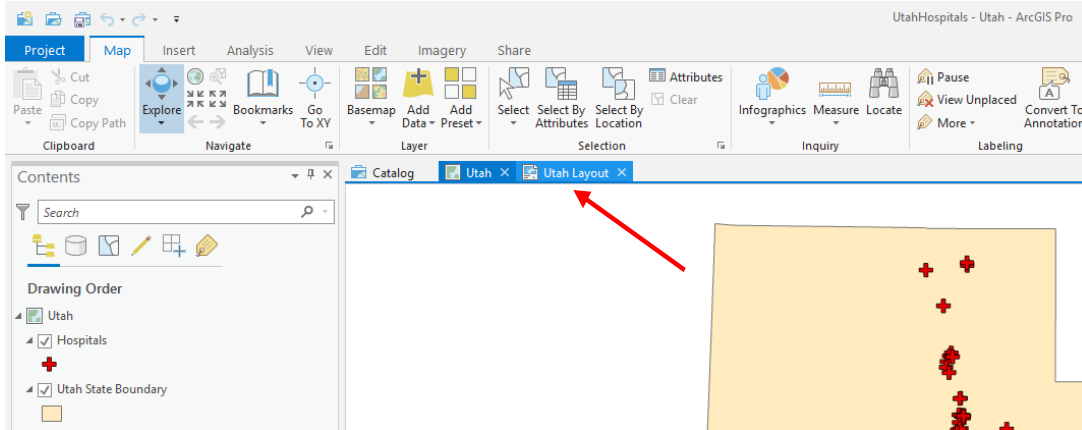 UtahHospitals - Utah - ArcGIS Pro
Project Map Insert Analysis View Edit Imagery Share
Paste
Cut
Copy
Copy Path
Clipboard
Explore
Bookmarks
Go
To XY
Navigate
Basemap
Add
Data
Add
Preset
Layer
Select
Select By
Attributes
Select By
Location
Attributes
Clear
Selection
Infographics
Measure
Locate
Inquiry
Pause
View Unplaced
More
Convert To
Annotation
Labeling
Contents
Search
Drawing Order
Utah
Hospitals
Utah State Boundary
Catalog
Utah
Utah Layout